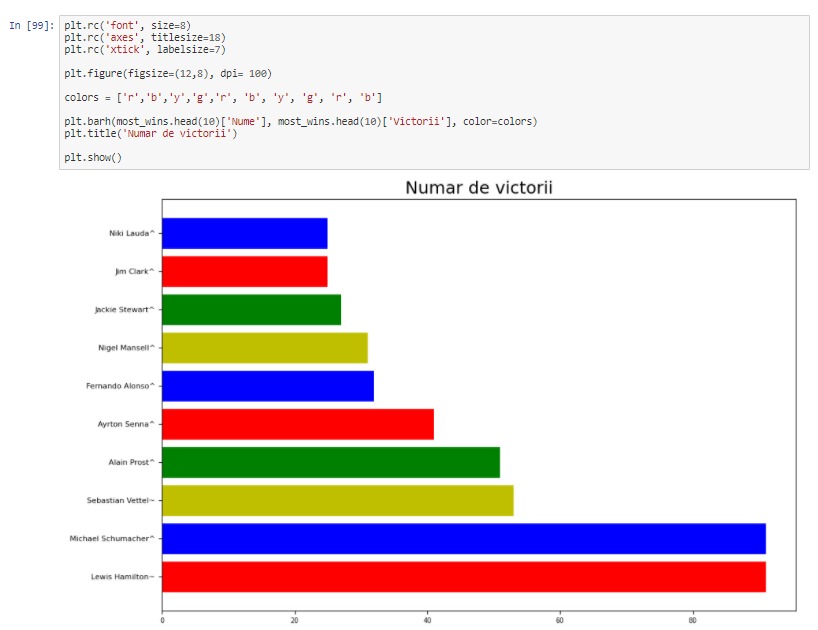 In [99]: plt.rc('font', size=8)
plt.rc('axes', titlesize=18)
plt.rc('xtick', labelsize=7)
plt.figure(figsize=(12,8), dpi= 100)
colors = ['r','b','y','g','r', 'b', 'y', 'g', 'r', 'b']
plt.barh(most_wins.head(10)['Nume'], most_wins.head(10)['Victorii'], color=colors)
plt.title('Numar de victorii')
plt.show()
Numar de victorii
Niki Lauda^
Jim Clark^
Jackie Stewart^
Nigel Mansell^
Fernando Alonso^
Ayrton Senna^
Alain Prost^
Sebastian Vettel~
Michael Schumacher^
Lewis Hamilton~
0 20 40 60 80